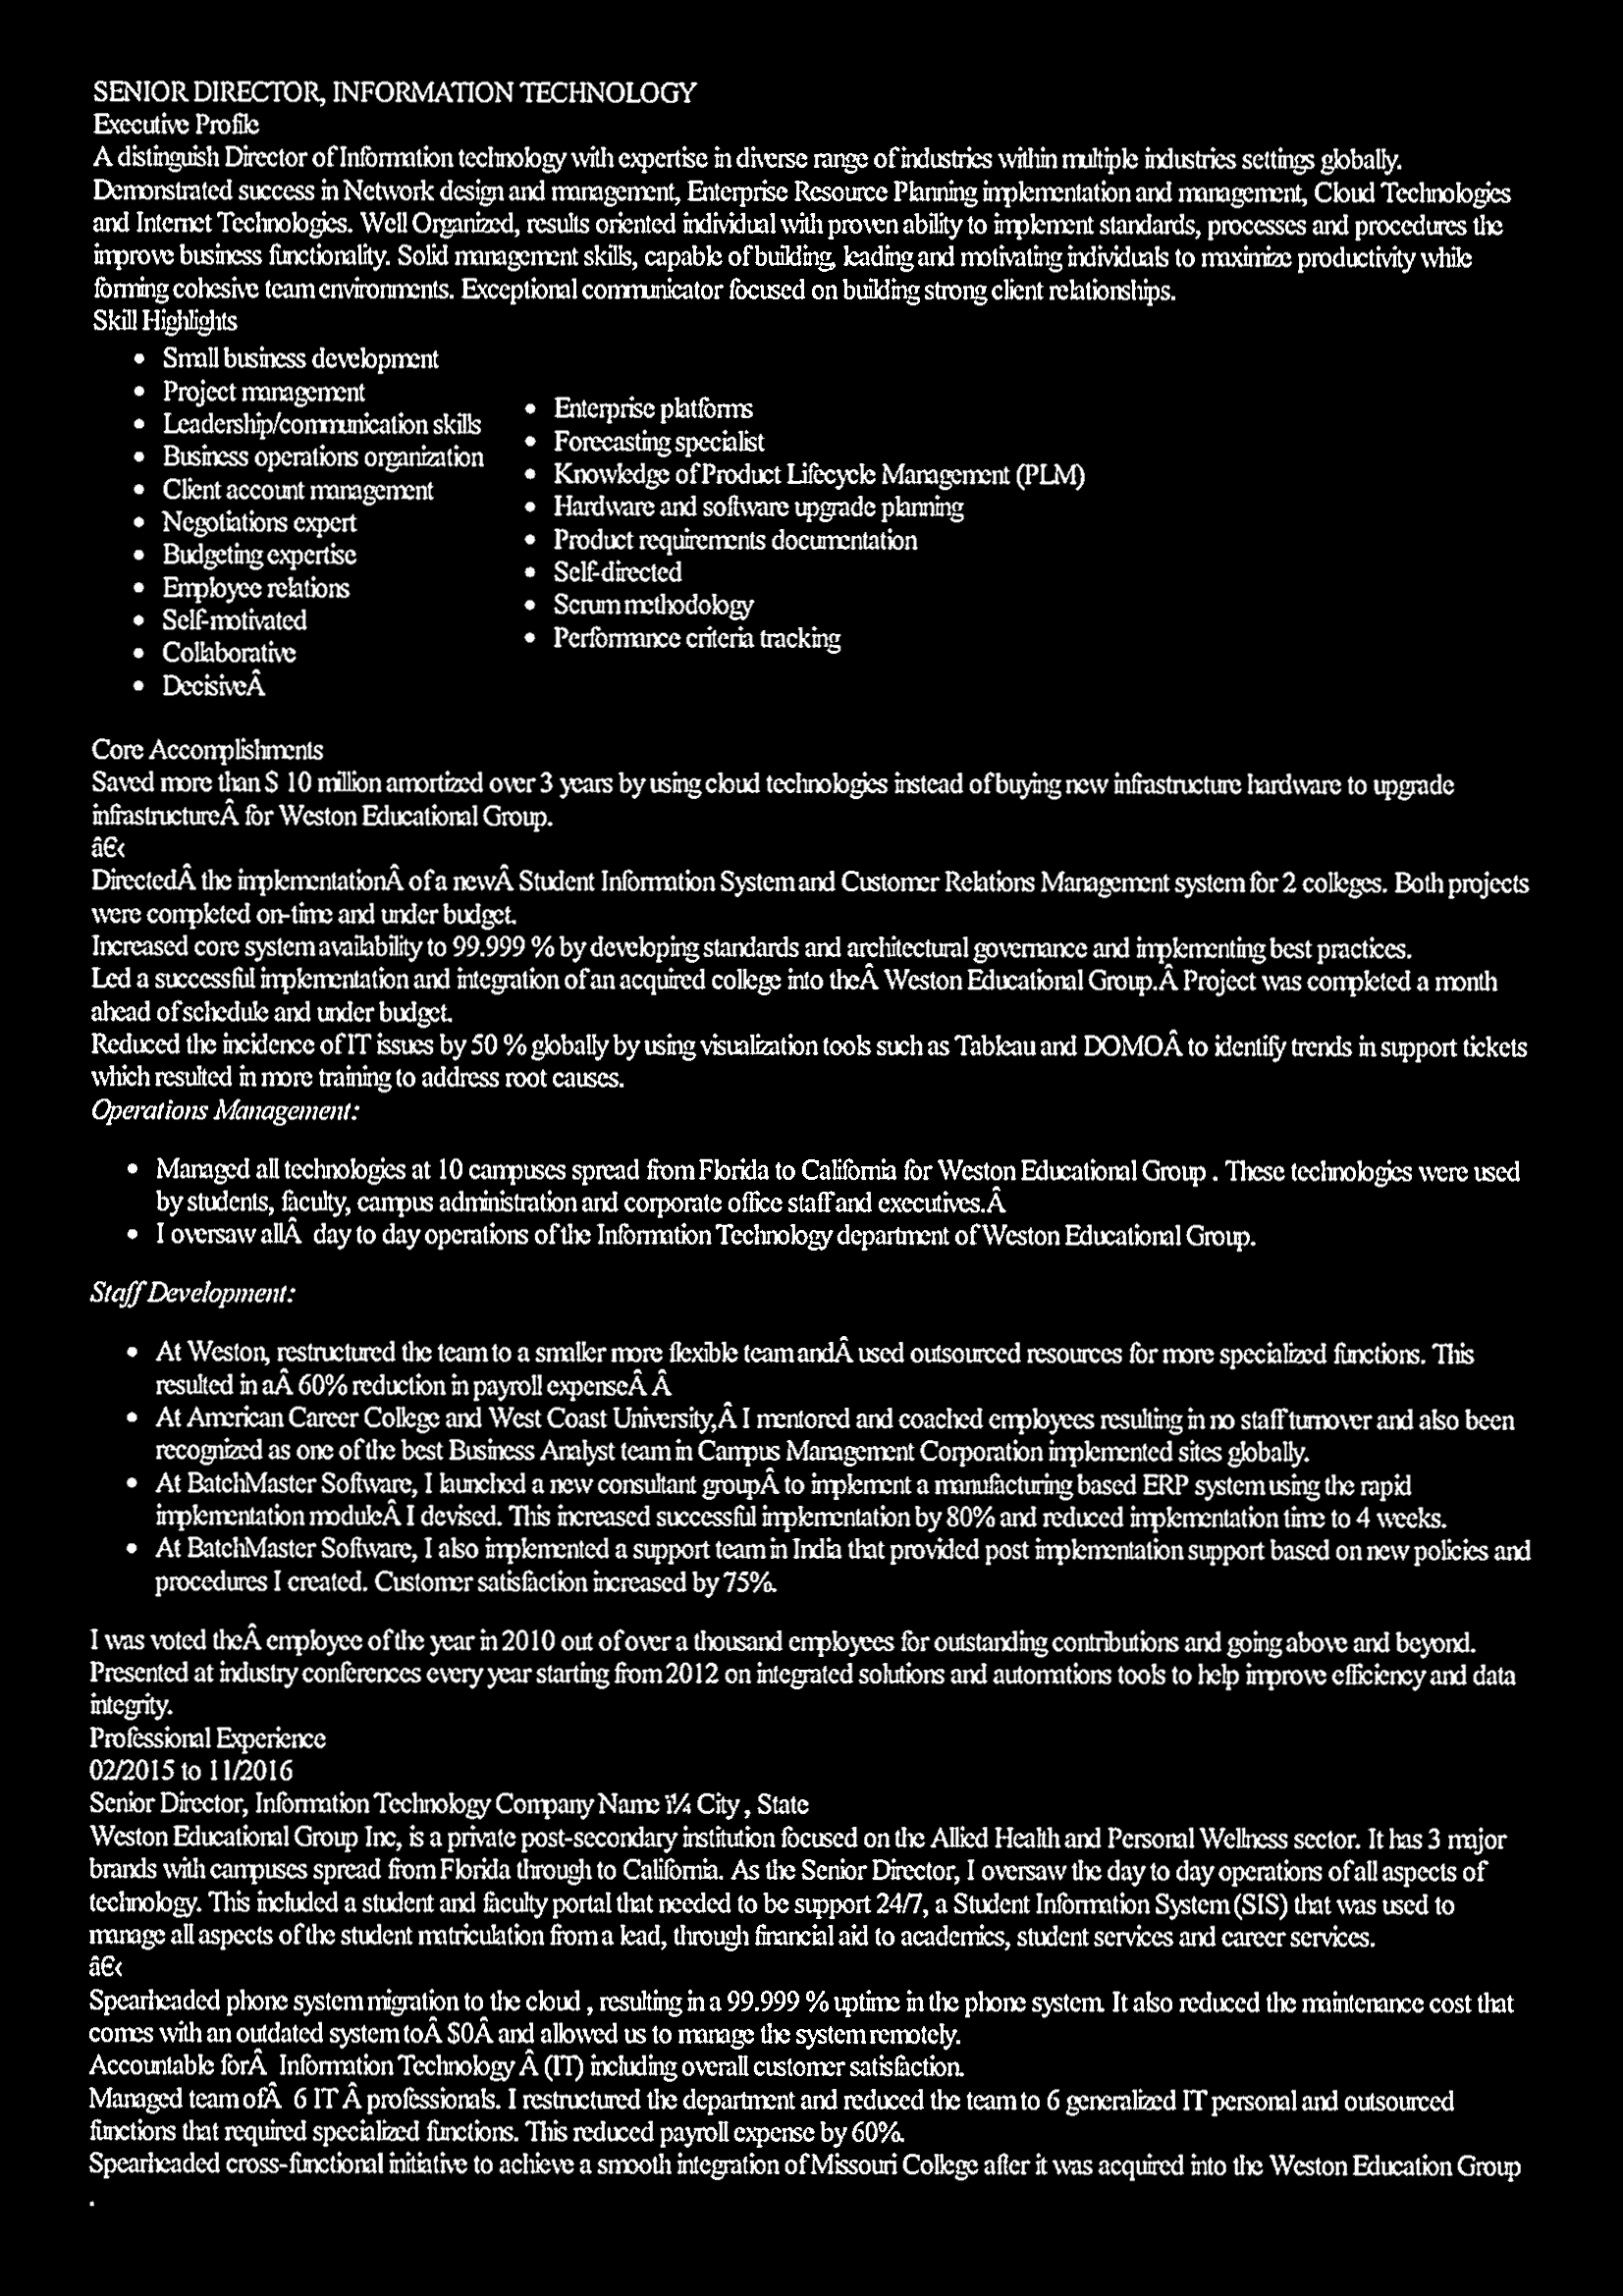 SENIOR DIRECTOR, INFORMATION TECHNOLOGY
Executive Profile
A distinguish Director of Information technology with expertise in diverse range of industries within multiple industries settings globally.
Demonstrated success in Network design and management, Enterprise Resource Planning implementation and management, Cloud Technologies
and Internet Technologies. Well Organized, results oriented individual with proven ability to implement standards, processes and procedures the
improve business functionality. Solid management skills, capable of building, leading and motivating individuals to maximize productivity while
forming cohesive team environments. Exceptional communicator focused on building strong client relationships.
Skill Highlights
• Small business development
• Project management
• Leadership/communication skills
• Business operations organization
• Client account management
• Negotiations expert
• Budgeting expertise
• Employee relations
• Self-motivated
• Collaborative
• DecisiveÂ
• Enterprise platforms
• Forecasting specialist
• Knowledge of Product Lifecycle Management (PLM)
• Hardware and software upgrade planning
• Product requirements documentation
• Self-directed
• Scrum methodology
• Performance criteria tracking
Core Accomplishments
Saved more than $ 10 million amortized over 3 years by using cloud technologies instead of buying new infrastructure hardware to upgrade
infrastructureÂ for Weston Educational Group.
â€‹
DirectedÂ the implementationÂ of a newÂ Student Information System and Customer Relations Management system for 2 colleges. Both projects
were completed on-time and under budget.
Increased core system availability to 99.999 % by developing standards and architectural governance and implementing best practices.
Led a successful implementation and integration of an acquired college into theÂ Weston Educational Group.Â Project was completed a month
ahead of schedule and under budget.
Reduced the incidence of IT issues by 50 % globally by using visualization tools such as Tableau and DOMOÂ to identify trends in support tickets
which resulted in more training to address root causes.
Operations Management:
• Managed all technologies at 10 campuses spread from Florida to California for Weston Educational Group . These technologies were used
by students, faculty, campus administration and corporate office staff and executives.Â
• I oversaw allÂ day to day operations of the Information Technology department of Weston Educational Group.
Staff Development:
• At Weston, restructured the team to a smaller more flexible team andÂ used outsourced resources for more specialized functions. This
resulted in aÂ 60% reduction in payroll expenseÂ Â
• At American Career College and West Coast University,Â I mentored and coached employees resulting in no staff turnover and also been
recognized as one of the best Business Analyst team in Campus Management Corporation implemented sites globally.
• At BatchMaster Software, I launched a new consultant groupÂ to implement a manufacturing based ERP system using the rapid
implementation moduleÂ I devised. This increased successful implementation by 80% and reduced implementation time to 4 weeks.
• At BatchMaster Software, I also implemented a support team in India that provided post implementation support based on new policies and
procedures I created. Customer satisfaction increased by 75%.
I was voted theÂ employee of the year in 2010 out of over a thousand employees for outstanding contributions and going above and beyond.
Presented at industry conferences every year starting from 2012 on integrated solutions and automations tools to help improve efficiency and data
integrity.
Professional Experience
02/2015 to 11/2016
Senior Director, Information Technology Company Name ï¼ City , State
Weston Educational Group Inc, is a private post-secondary institution focused on the Allied Health and Personal Wellness sector. It has 3 major
brands with campuses spread from Florida through to California. As the Senior Director, I oversaw the day to day operations of all aspects of
technology. This included a student and faculty portal that needed to be support 24/7, a Student Information System (SIS) that was used to
manage all aspects of the student matriculation from a lead, through financial aid to academics, student services and career services.
â€‹
Spearheaded phone system migration to the cloud , resulting in a 99.999 % uptime in the phone system. It also reduced the maintenance cost that
comes with an outdated system toÂ $0Â and allowed us to manage the system remotely.
Accountable forÂ Information Technology Â (IT) including overall customer satisfaction.
Managed team ofÂ 6 IT Â professionals. I restructured the department and reduced the team to 6 generalized IT personal and outsourced
functions that required specialized functions. This reduced payroll expense by 60%.
Spearheaded cross-functional initiative to achieve a smooth integration of Missouri College after it was acquired into the Weston Education Group
.